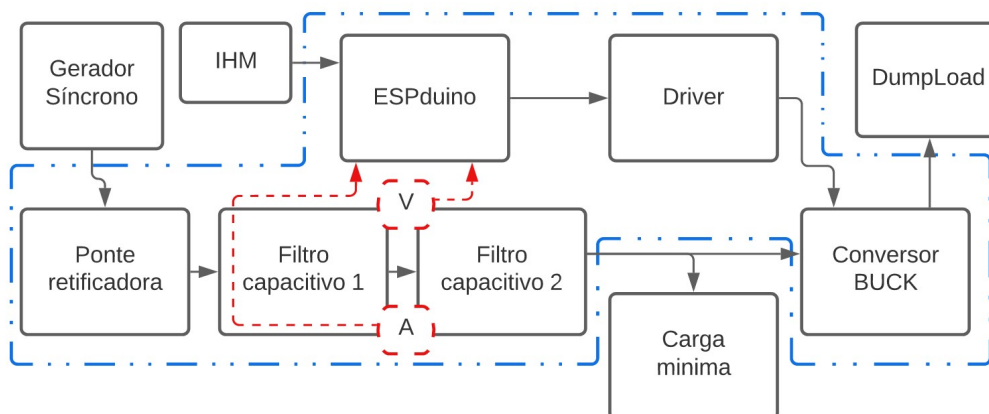 Gerador
Síncrono
IHM
ESPduino
Driver
DumpLoad
V
Ponte
retificadora
Filtro
capacitivo 1
Filtro
capacitivo 2
Conversor
BUCK
A
Carga
minima